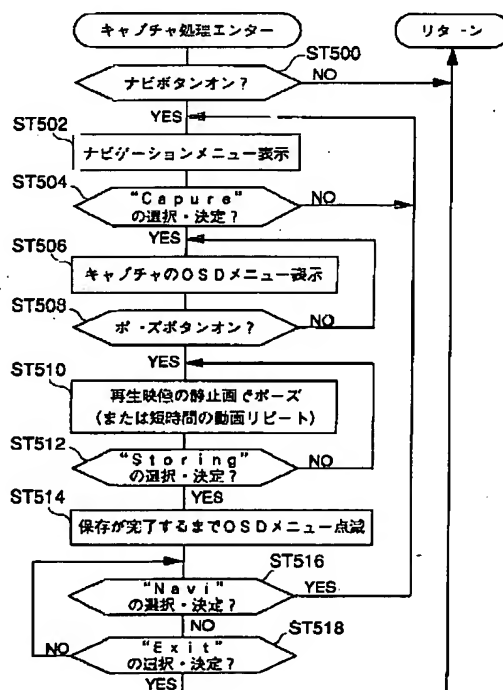 キャプチャ処理エンター
リターン
ST500
ナビボタンオン?
NO
YES
ST502
ナビゲーションメニュー表示
ST504
“Capure”
の選択・決定?
NO
YES
ST506
キャプチャのOSDメニュー表示
ST508
ポーズボタンオン?
NO
YES
ST510
再生映像の静止画でポーズ
(または短時間の動画リピート)
ST512
“Storing”
の選択・決定?
NO
YES
ST514
保存が完了するまでOSDメニュー点滅
ST516
“Navi”
の選択・決定?
YES
NO
ST518
“Exit”
の選択・決定?
NO
YES